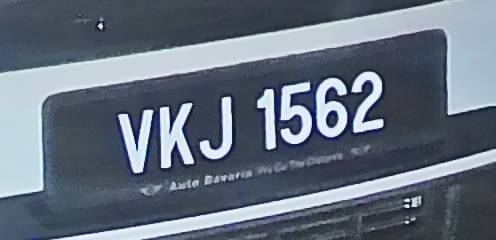 VKJ 1562
Auto Bavaria